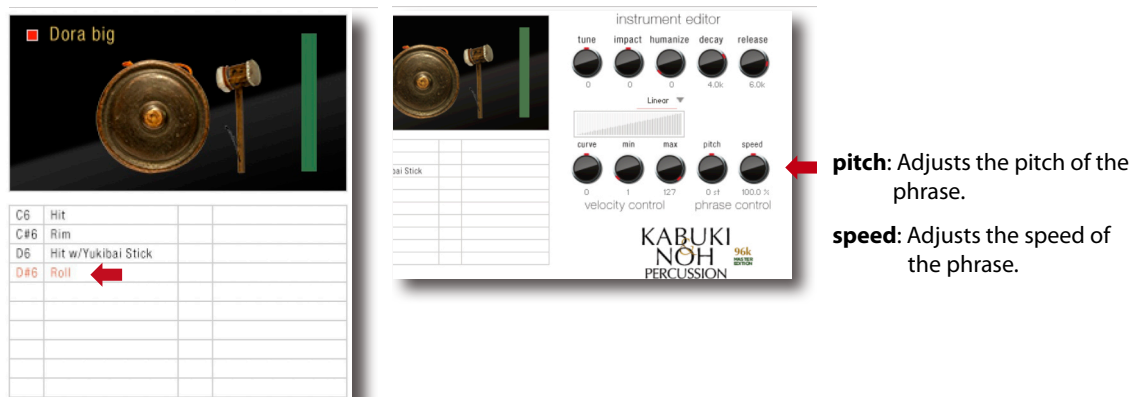 Dora big
C6 Hit
C#6 Rim
D6 Hit w/Yukibai Stick
D#6 Roll
instrument editor
tune impact humanize decay release
0 0 0 4.0k 6.0k
Linear
curve min max pitch speed
0 1 127 0 st 100.0 %
velocity control phrase control
bai Stick
KABUKI
&
NOH
PERCUSSION
96k
MASTER
EDITION
pitch: Adjusts the pitch of the
phrase.
speed: Adjusts the speed of
the phrase.